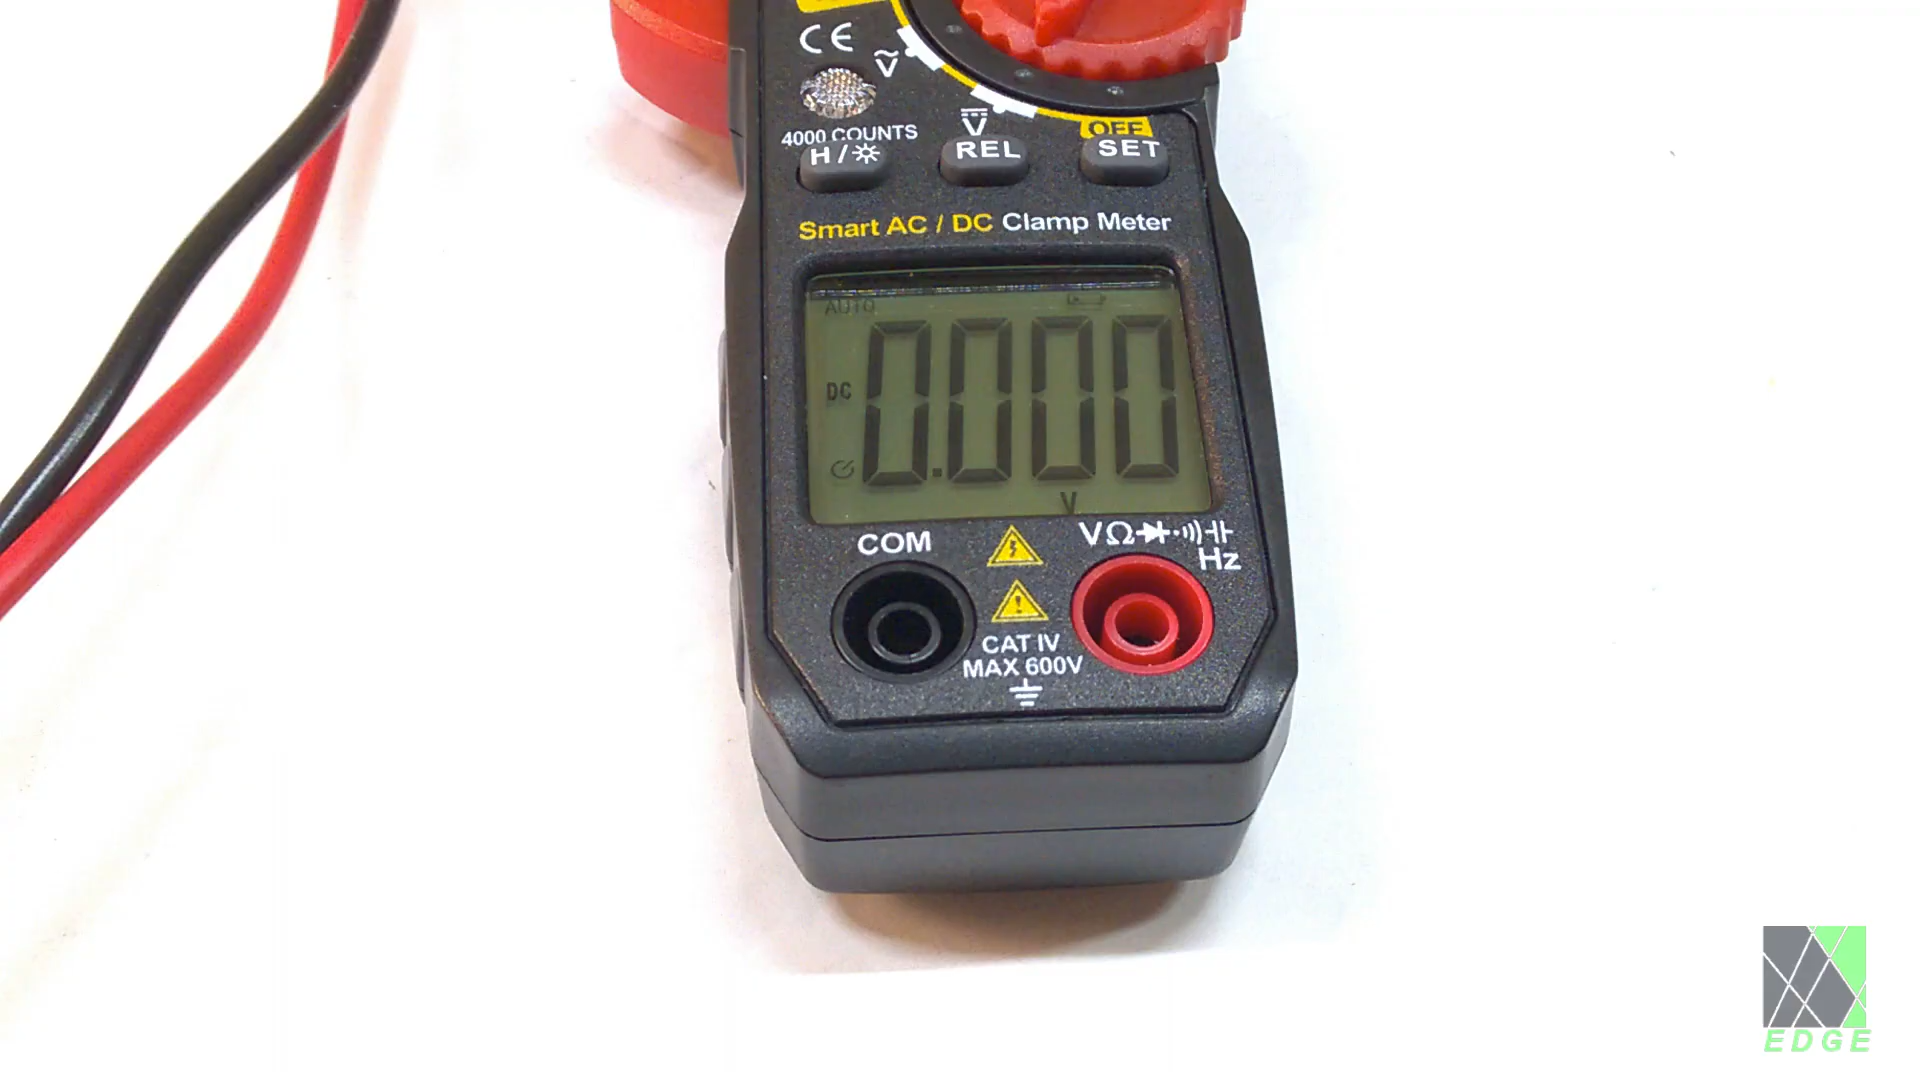 CE
V
4000 COUNTS
V
OFF
H / REL SET
Smart AC / DC Clamp Meter
AUTO
DC 0.000
V
COM
VΩ
Hz
CAT IV
MAX 600V
EDGE